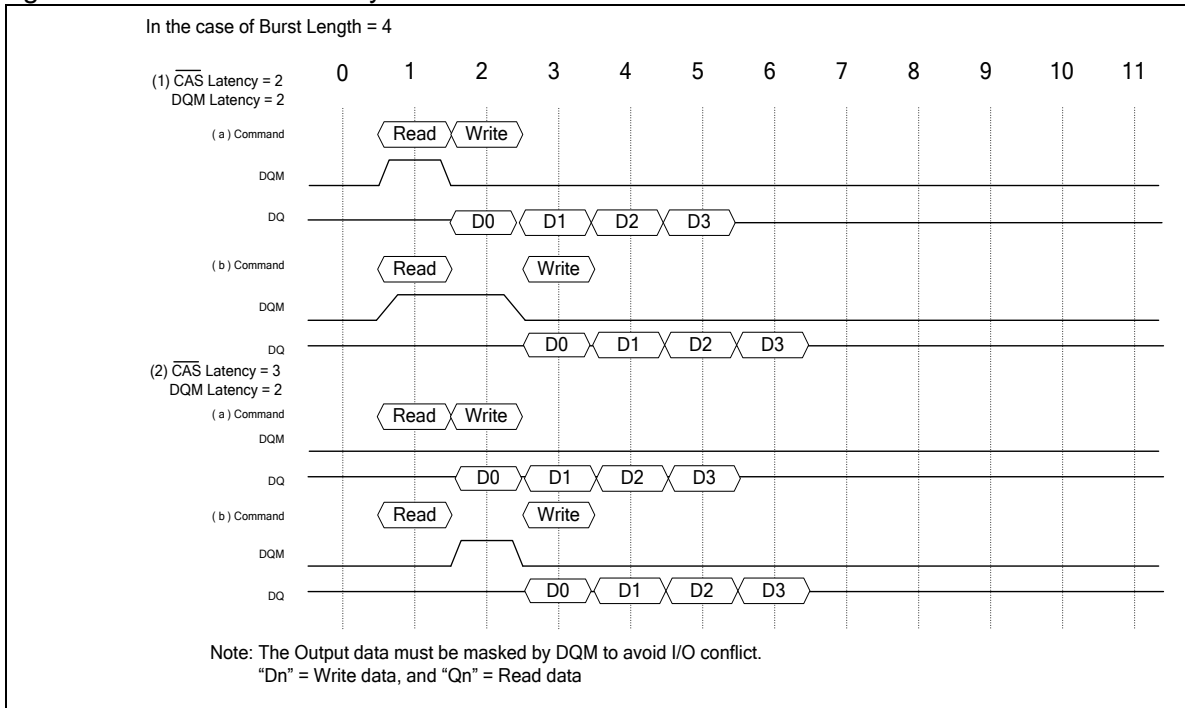 In the case of Burst Length = 4
0 1 2 3 4 5 6 7 8 9 10 11
(1) CAS Latency = 2
DQM Latency = 2
( a ) Command Read Write
DQM
DQ D0 D1 D2 D3
( b ) Command Read Write
DQM
DQ D0 D1 D2 D3
(2) CAS Latency = 3
DQM Latency = 2
( a ) Command Read Write
DQM
DQ D0 D1 D2 D3
( b ) Command Read Write
DQM
DQ D0 D1 D2 D3
Note: The Output data must be masked by DQM to avoid I/O conflict.
“Dn” = Write data, and “Qn” = Read data